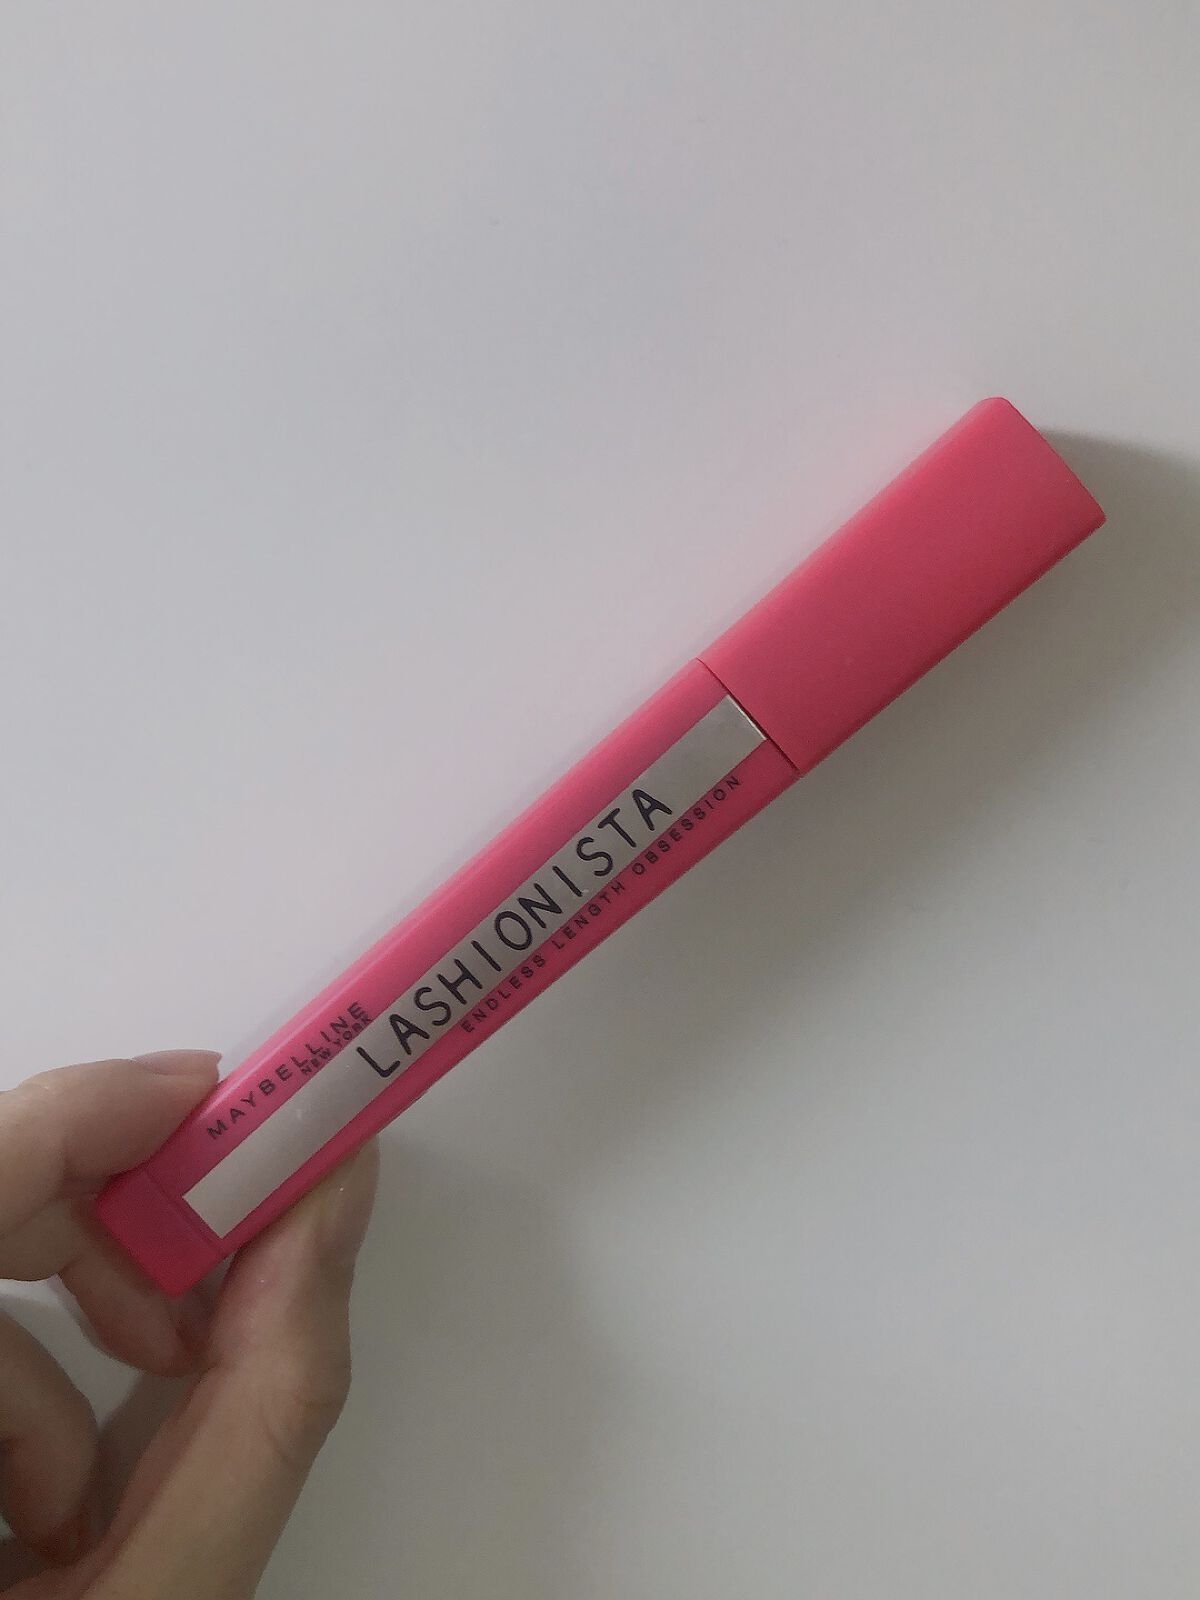 MAYBELLINE
NEW YORK
LASHIONISTA
ENDLESS LENGTH OBSESSION